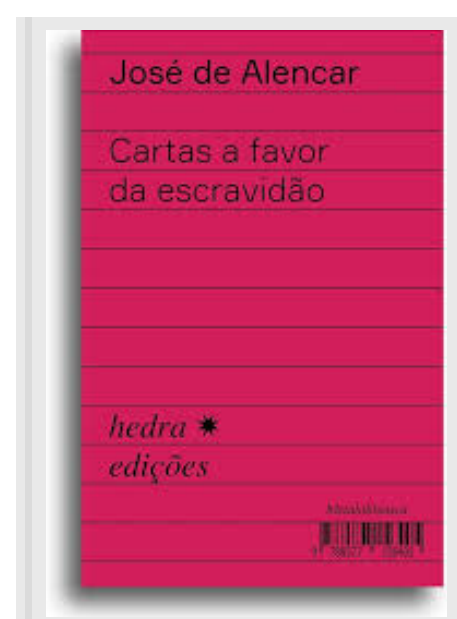 José de Alencar
Cartas a favor
da escravidão
hedra ✷
edições